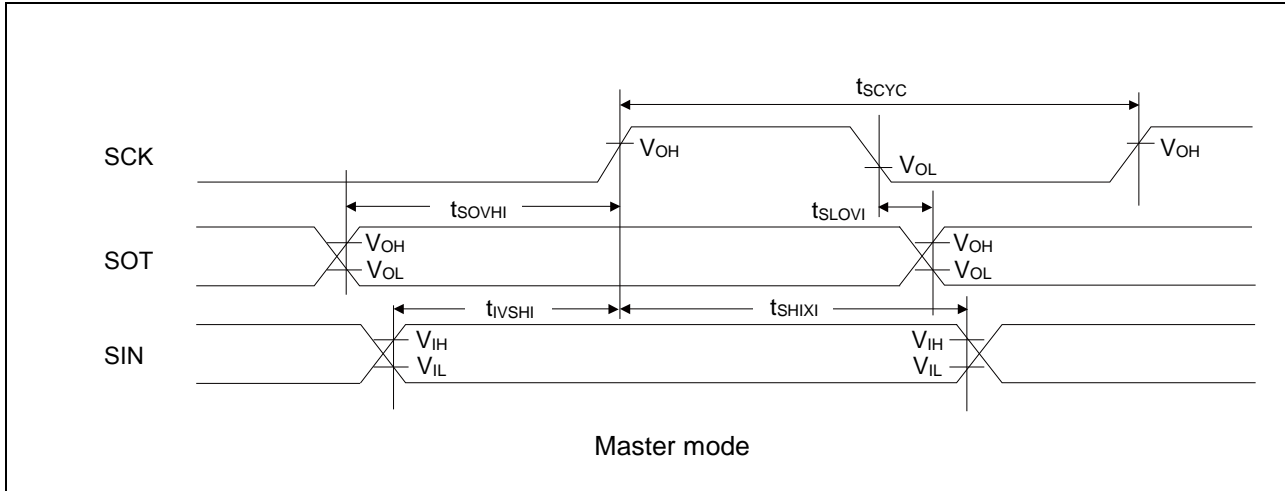 tSCYC
SCK
VOH
VOL
VOH
tSOVHI
tSLOVI
SOT
VOH
VOL
VOH
VOL
tIVSHI
tSHIXI
SIN
VIH
VIL
VIH
VIL
Master mode